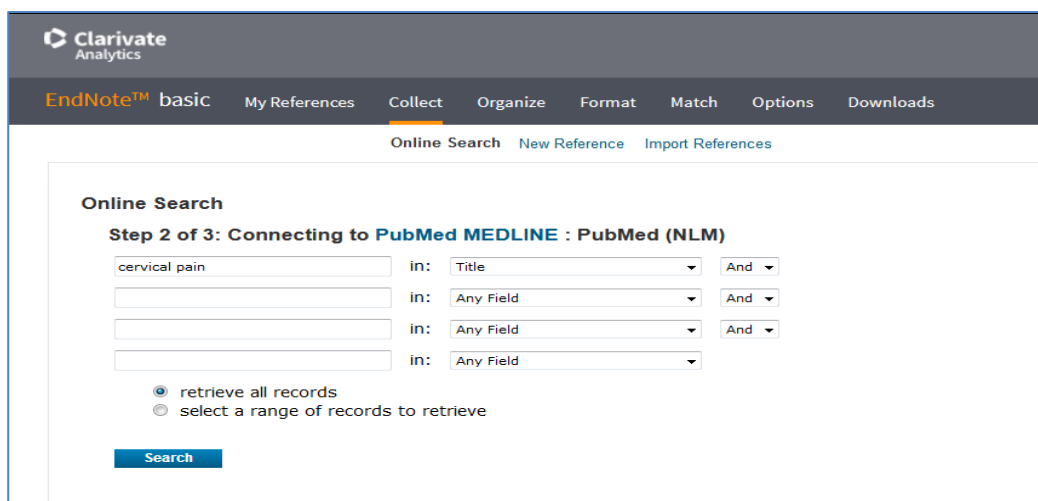 Clarivate
Analytics
EndNote™ basic My References Collect Organize Format Match Options Downloads
Online Search New Reference Import References
Online Search
Step 2 of 3: Connecting to PubMed MEDLINE : PubMed (NLM)
cervical pain in: Title And
in: Any Field And
in: Any Field And
in: Any Field
retrieve all records
select a range of records to retrieve
Search